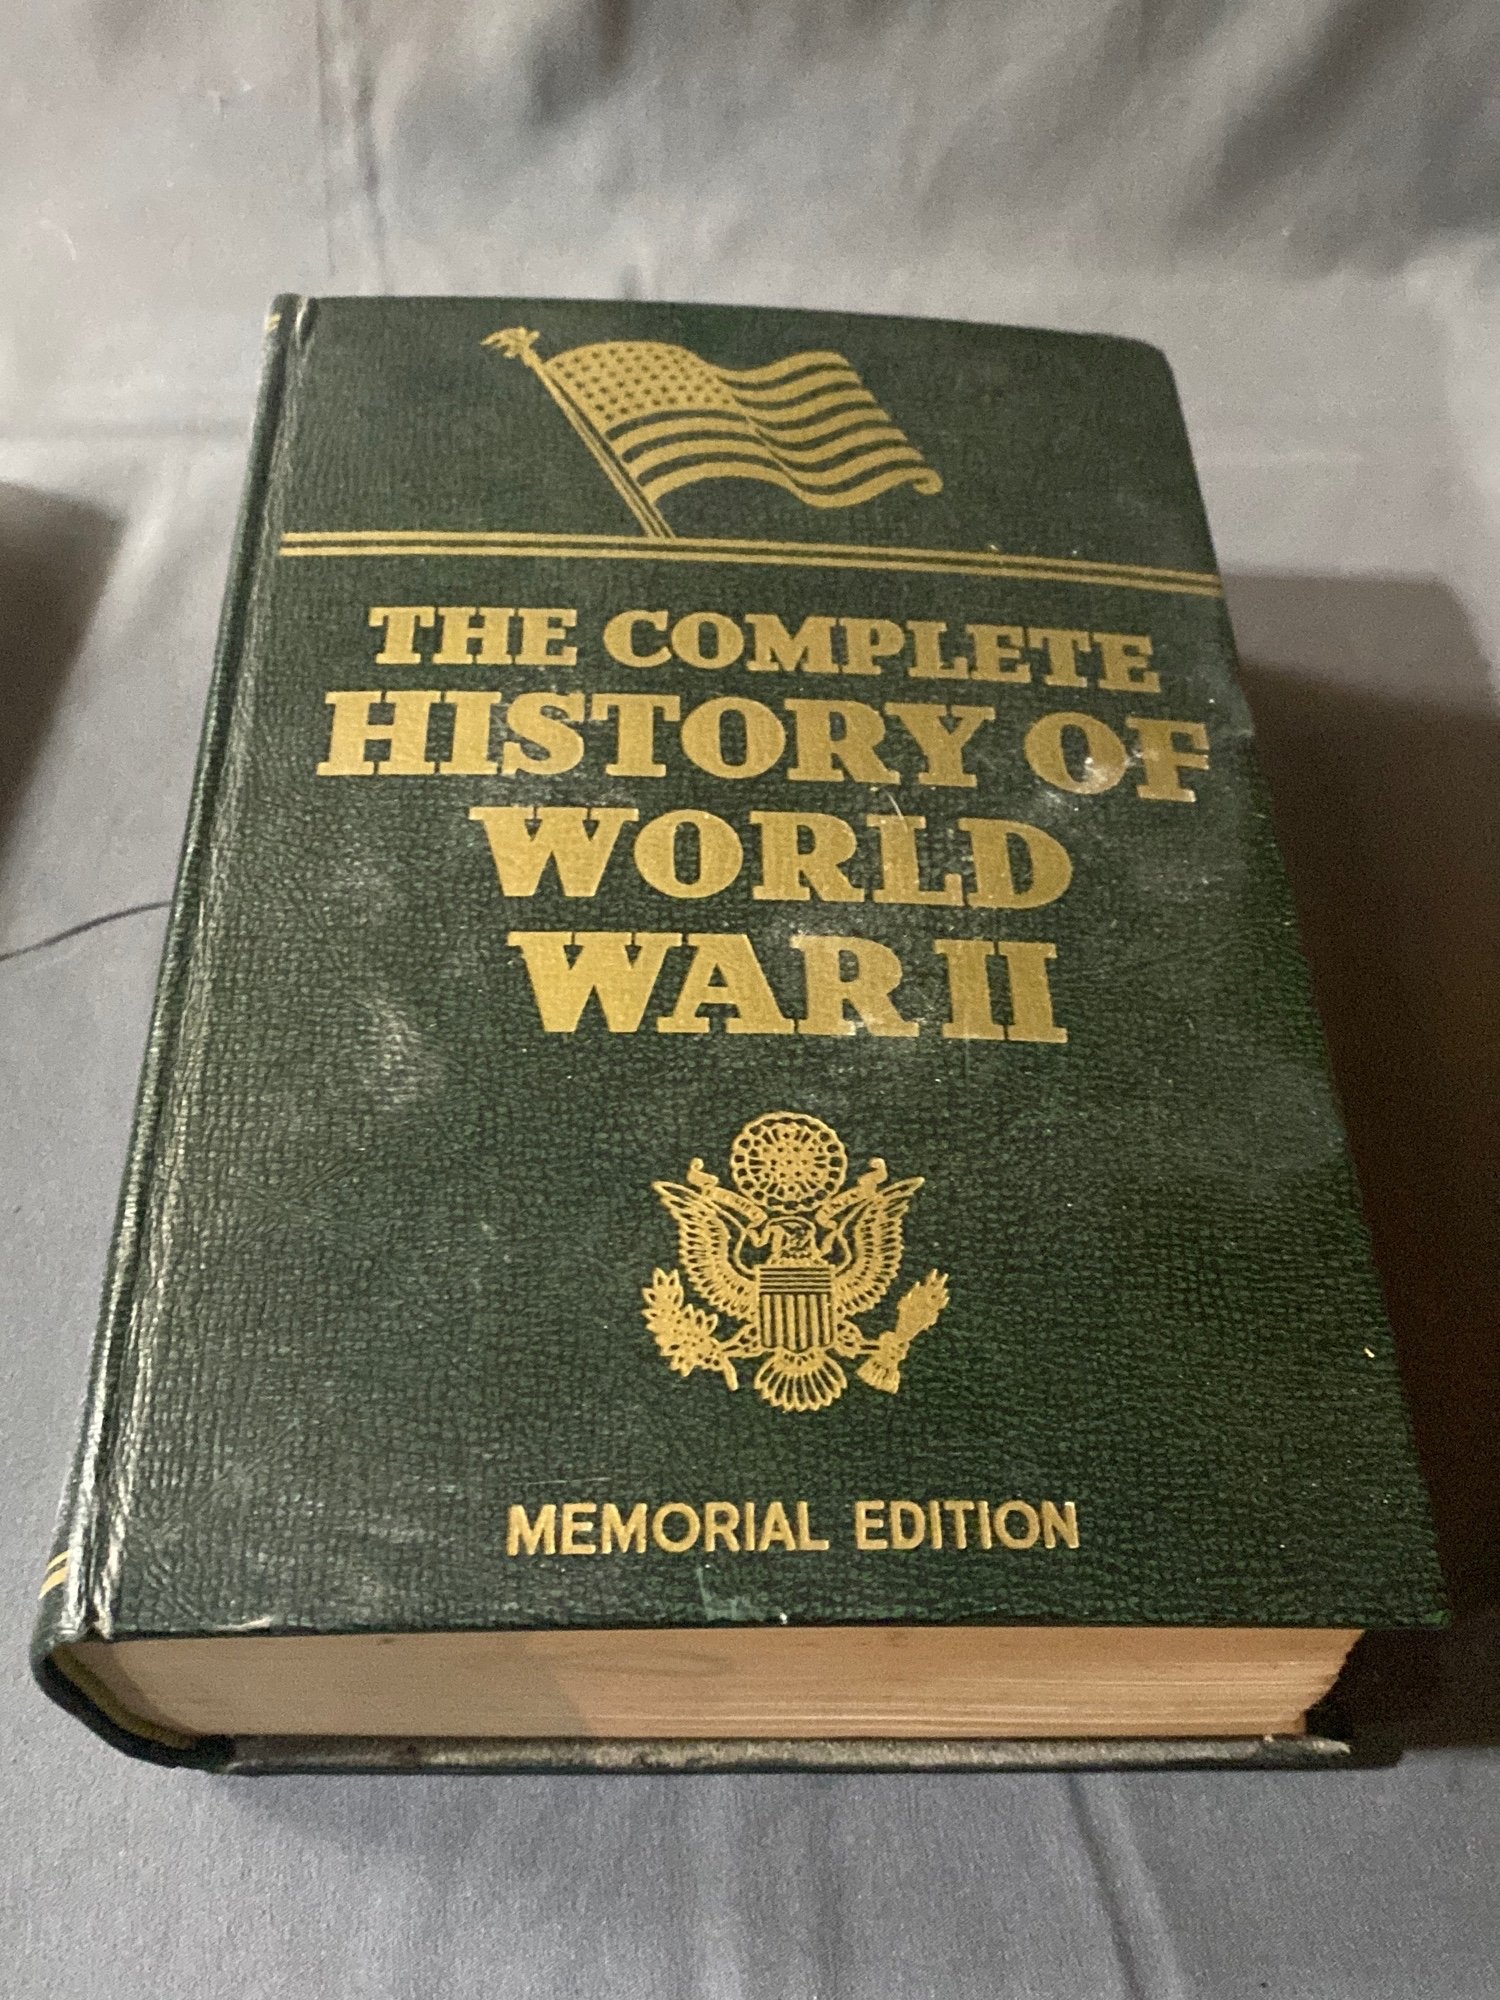 THE COMPLETE
HISTORY OF
WORLD
WAR II
MEMORIAL EDITION